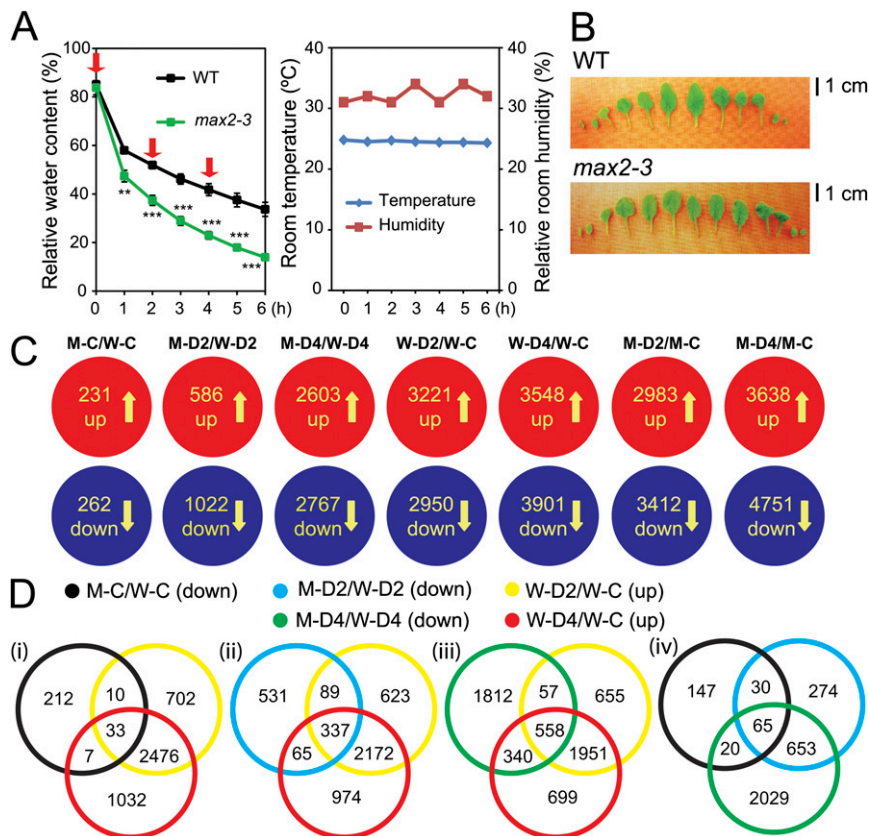 A
B
Relative water content (%)
100
80
60
40
20
0
WT
max2-3
**
***
***
***
***
***
0 1 2 3 4 5 6 (h)
Room temperature (ºC)
40
30
20
10
0
Temperature
Humidity
0 1 2 3 4 5 6 (h)
40
30
20
10
0
Relative room humidity (%)
WT
1 cm
max2-3
1 cm
C
M-C/W-C M-D2/W-D2 M-D4/W-D4 W-D2/W-C W-D4/W-C M-D2/M-C M-D4/M-C
231 586 2603 3221 3548 2983 3638
up up up up up up up
262 1022 2767 2950 3901 3412 4751
down down down down down down down
D
M-C/W-C (down) M-D2/W-D2 (down) W-D2/W-C (up)
M-D4/W-D4 (down) W-D4/W-C (up)
(i)
212 10 702
33
7 2476
1032
(ii)
531 89 623
337
65 2172
974
(iii)
1812 57 655
558
340 1951
699
(iv)
147 30 274
65
20 653
2029